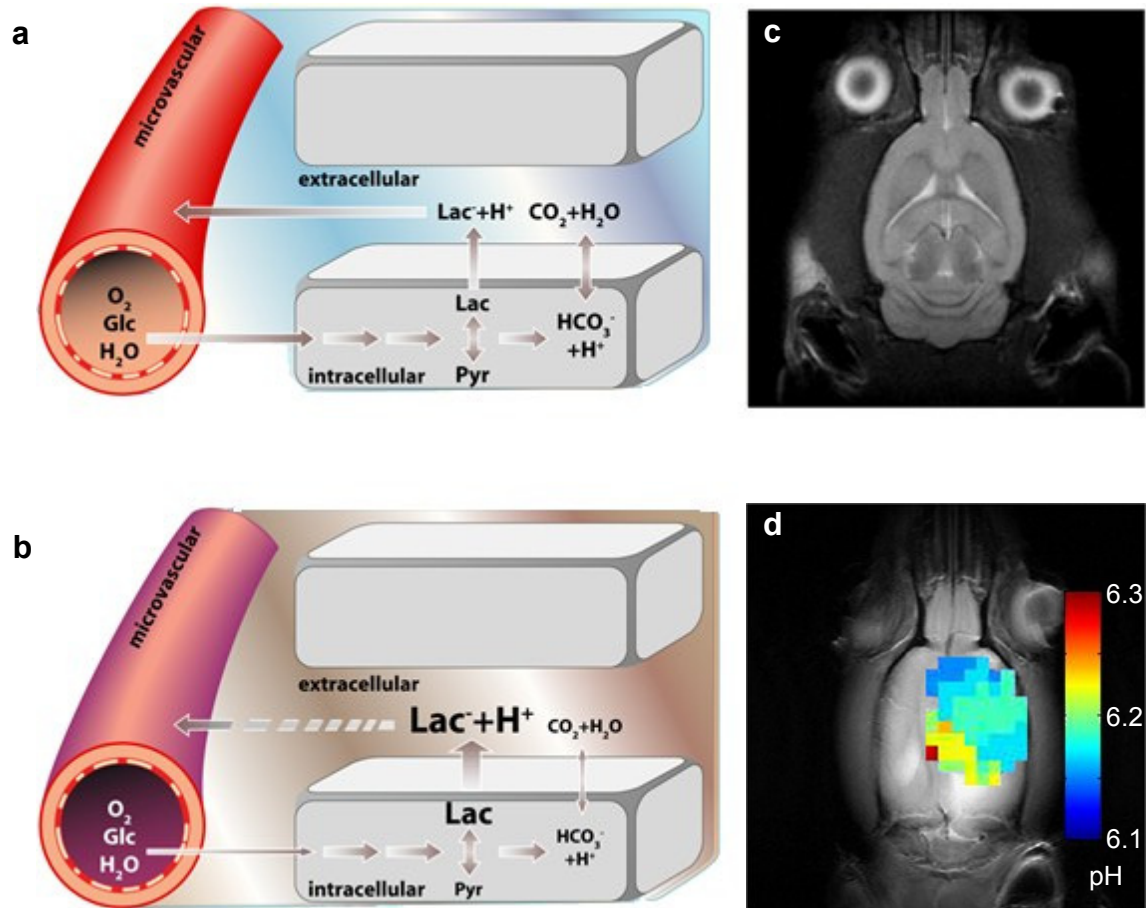 a
microvascular
extracellular
Lac⁻+H⁺ CO₂+H₂O
O₂
Glc
H₂O
Lac
HCO₃⁻
+H⁺
intracellular
Pyr
c
b
microvascular
extracellular
Lac⁻+H⁺ CO₂+H₂O
O₂
Glc
H₂O
Lac
HCO₃⁻
+H⁺
intracellular
Pyr
d
6.3
6.2
6.1
pH